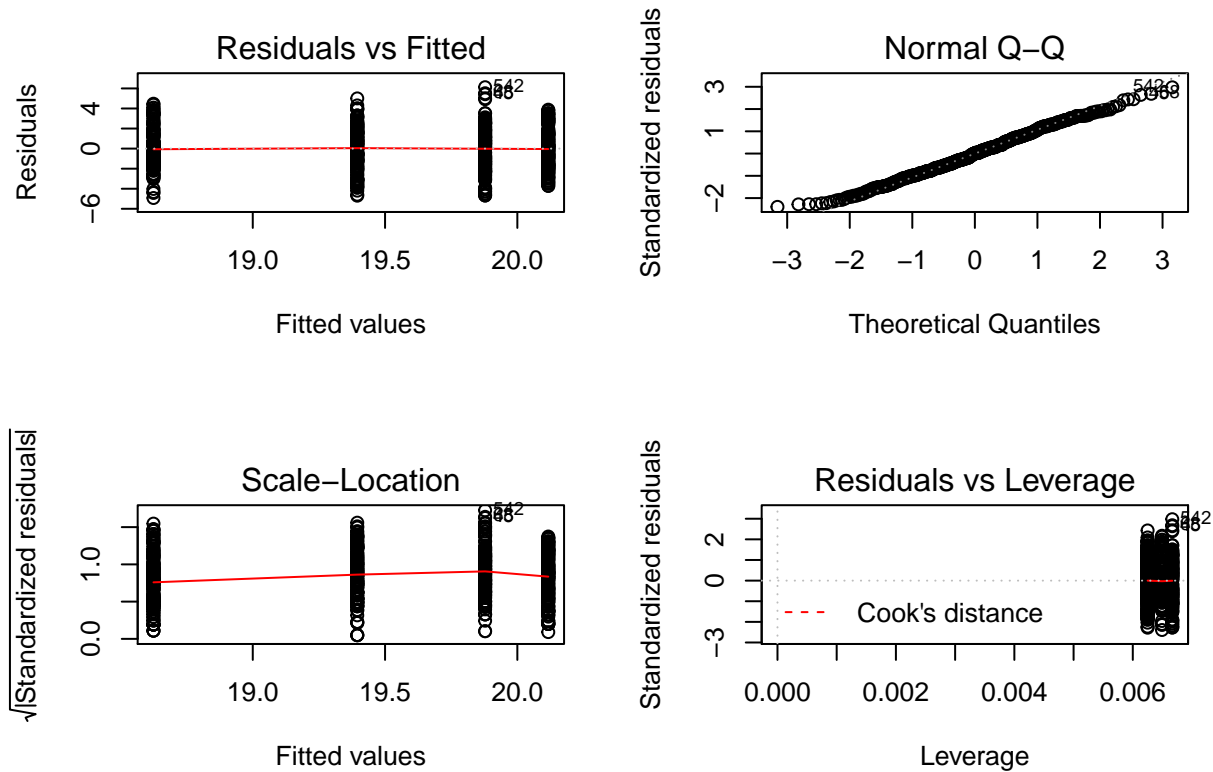 Residuals vs Fitted
Residuals
4
0
−6
542
19.0 19.5 20.0
Fitted values
Normal Q−Q
Standardized residuals
3
1
−2
542
−3 −2 −1 0 1 2 3
Theoretical Quantiles
Scale−Location
√|Standardized residuals|
1.0
0.0
542
19.0 19.5 20.0
Fitted values
Residuals vs Leverage
Standardized residuals
2
0
−3
542
Cook's distance
0.000 0.002 0.004 0.006
Leverage